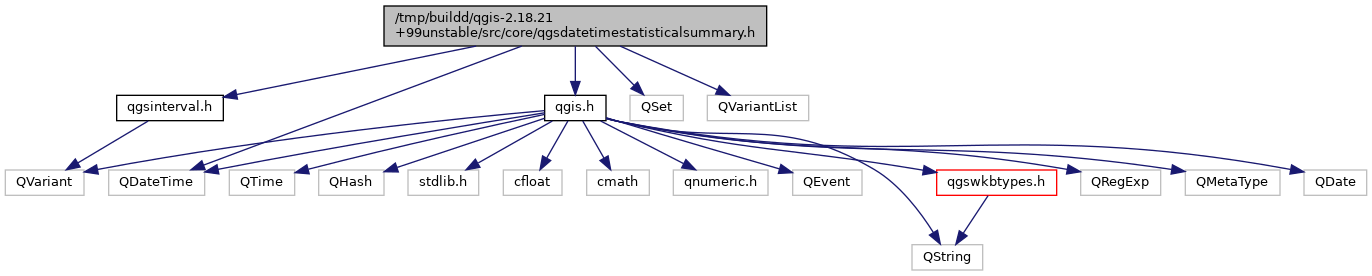 /tmp/buildd/qgis-2.18.21
+99unstable/src/core/qgsdatetimestatisticalsummary.h
qgsinterval.h
qgis.h
QSet
QVariantList
QVariant
QDateTime
QTime
QHash
stdlib.h
cfloat
cmath
qnumeric.h
QEvent
qgswkbtypes.h
QRegExp
QMetaType
QDate
QString